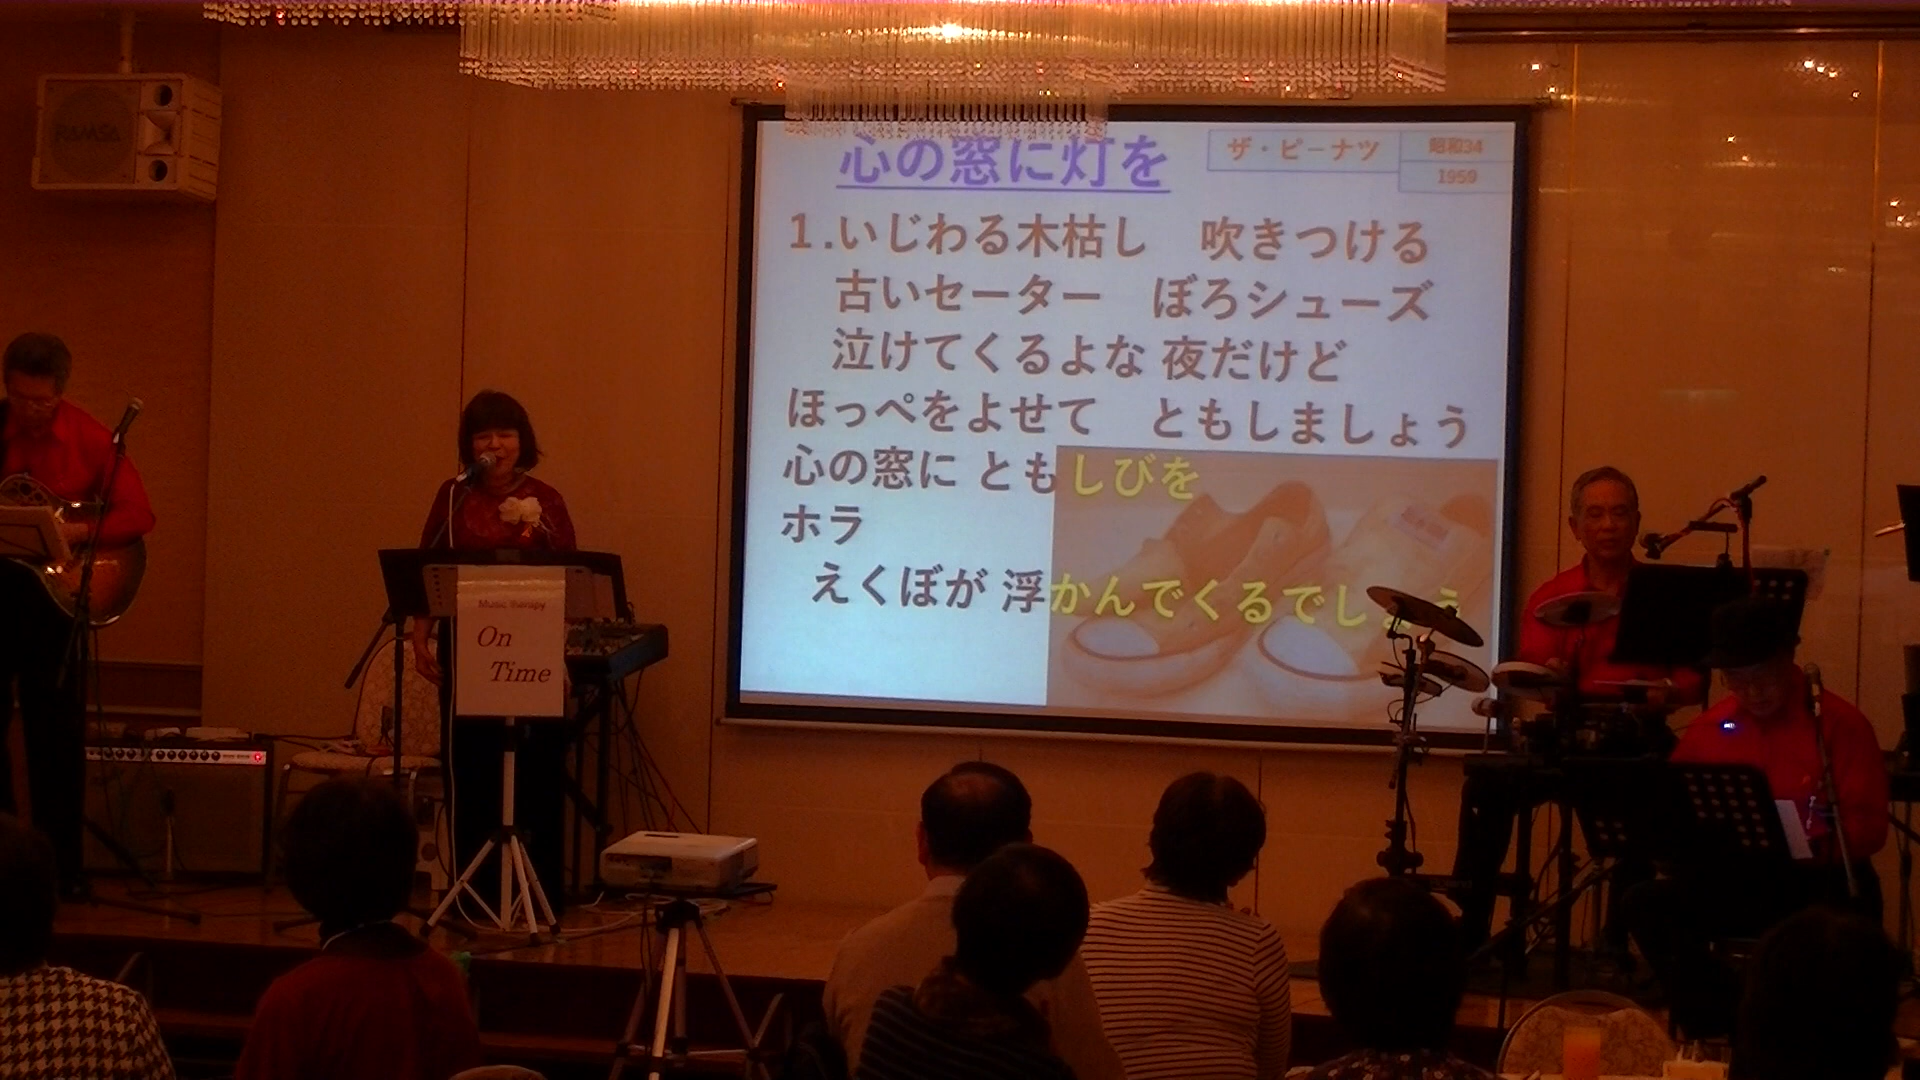 心の窓に灯を
ザ・ピーナツ
昭和34
1959
1.いじわる木枯し　吹きつける
古いセーター　ぼろシューズ
泣けてくるよな 夜だけど
ほっぺをよせて　ともしましょう
心の窓に ともしびを
ホラ
えくぼが 浮かんでくるでしょう
RAMSA
Music therapy
On
Time